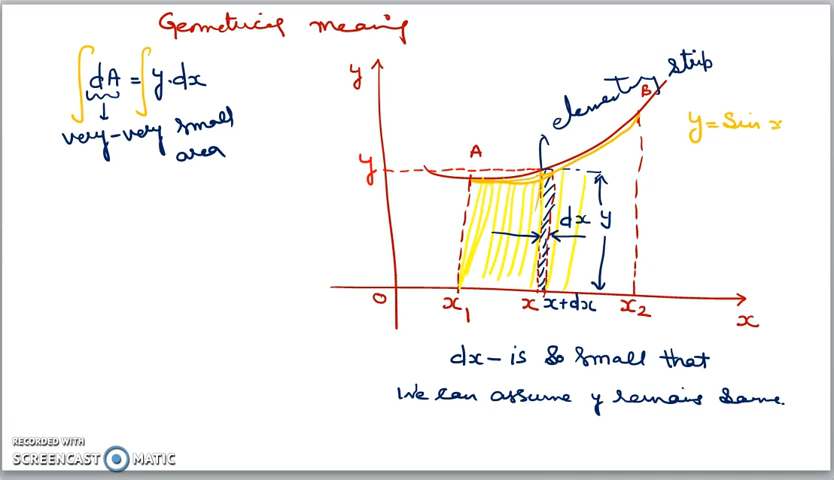 Geometrical meaning
∫dA = ∫y.dx
very-very small
area
elementry strip
y
B
y = Sin x
A
y
dx
y
O
x1
x
x+dx
x2
x
dx - is so small that
We can assume y remains same.
RECORDED WITH
SCREENCAST MATIC